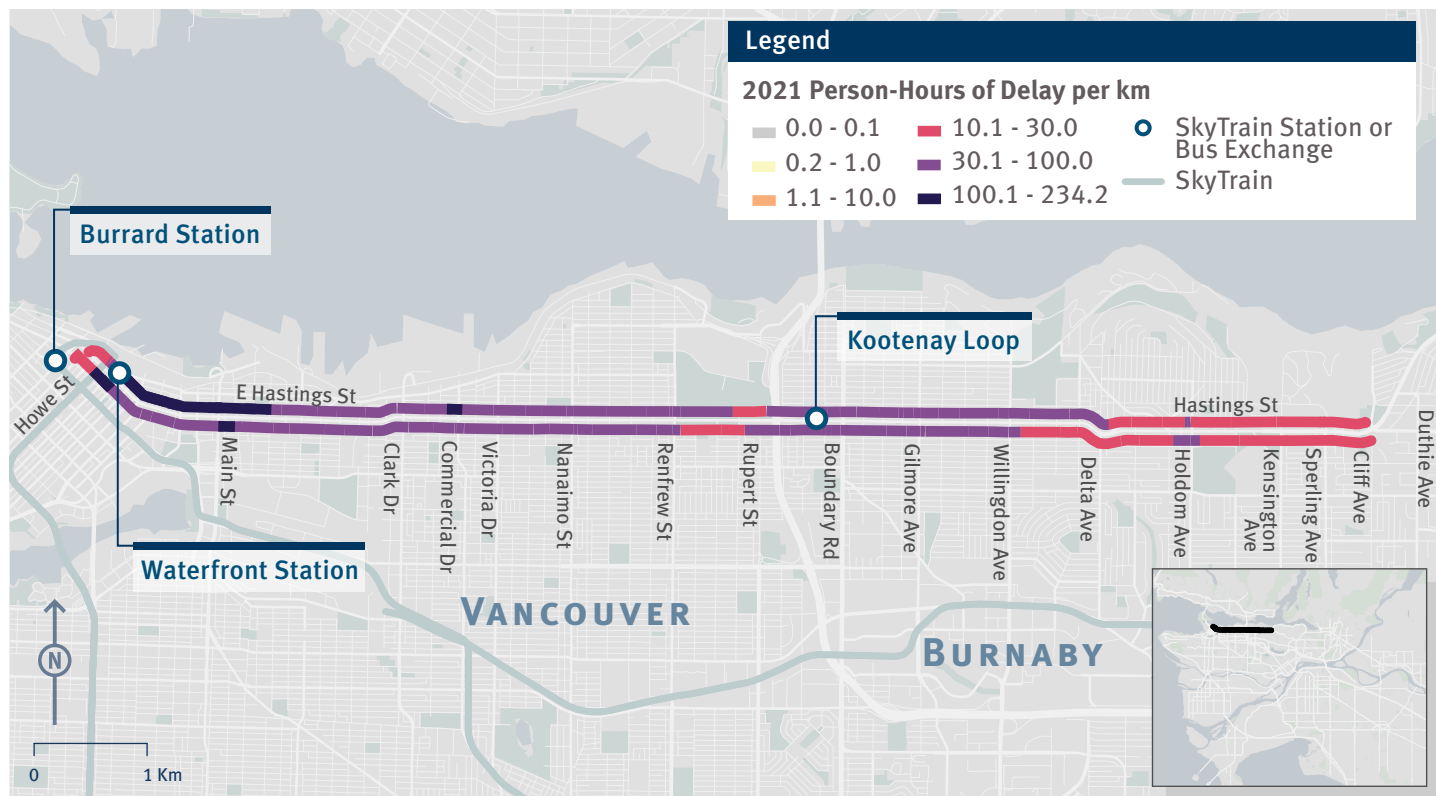 Legend
2021 Person-Hours of Delay per km
0.0 - 0.1
0.2 - 1.0
1.1 - 10.0
10.1 - 30.0
30.1 - 100.0
100.1 - 234.2
SkyTrain Station or
Bus Exchange
SkyTrain
Burrard Station
Kootenay Loop
Waterfront Station
Howe St
E Hastings St
Hastings St
Main St
Clark Dr
Commercial Dr
Victoria Dr
Nanaimo St
Renfrew St
Rupert St
Boundary Rd
Gilmore Ave
Willingdon Ave
Delta Ave
Holdom Ave
Kensington
Ave
Sperling Ave
Cliff Ave
Duthie Ave
VANCOUVER
BURNABY
N
0
1 Km